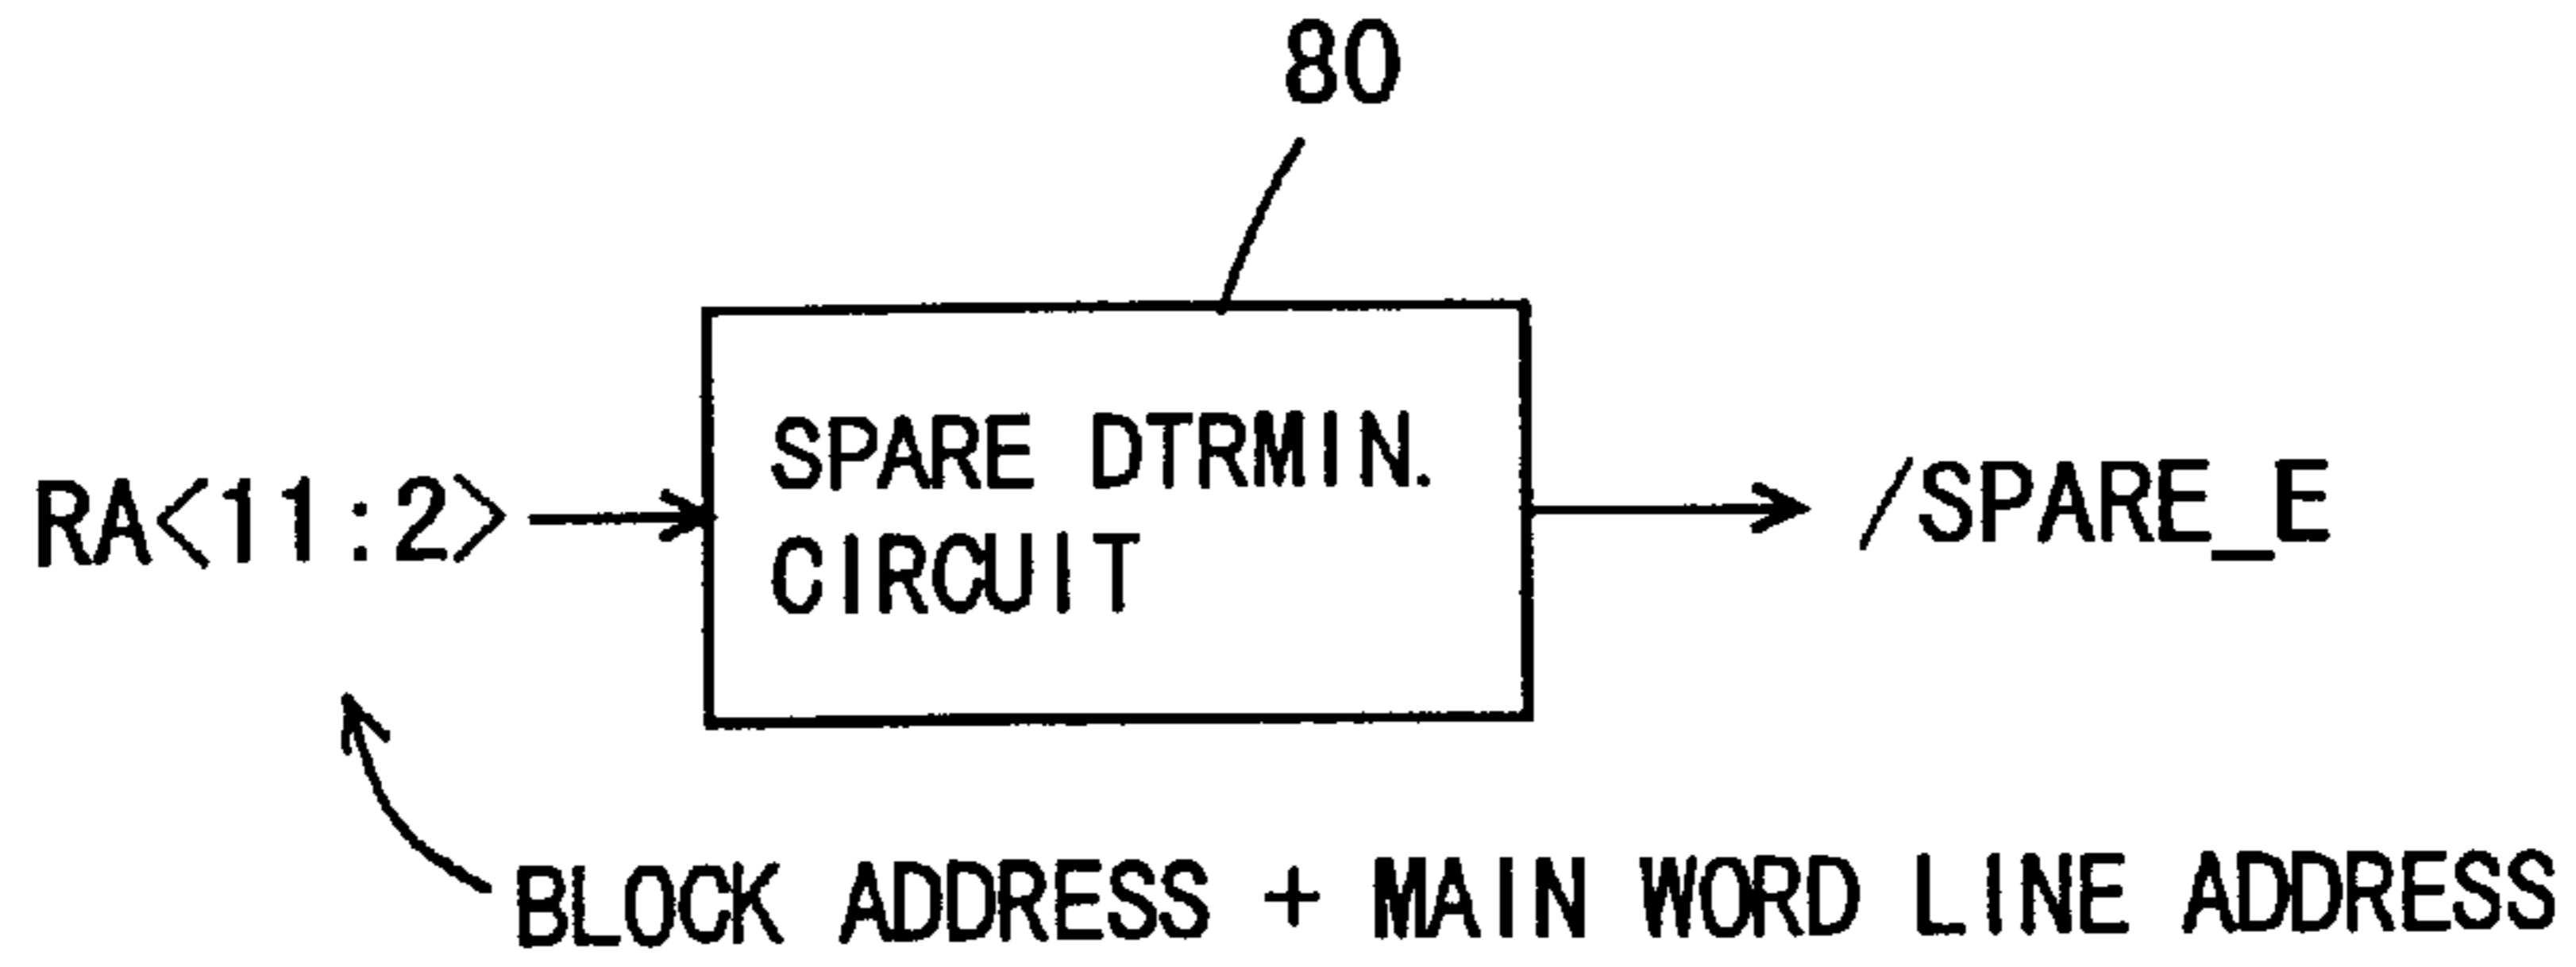 80
SPARE DTRMIN.
CIRCUIT
RA<11:2>
/SPARE_E
BLOCK ADDRESS + MAIN WORD LINE ADDRESS